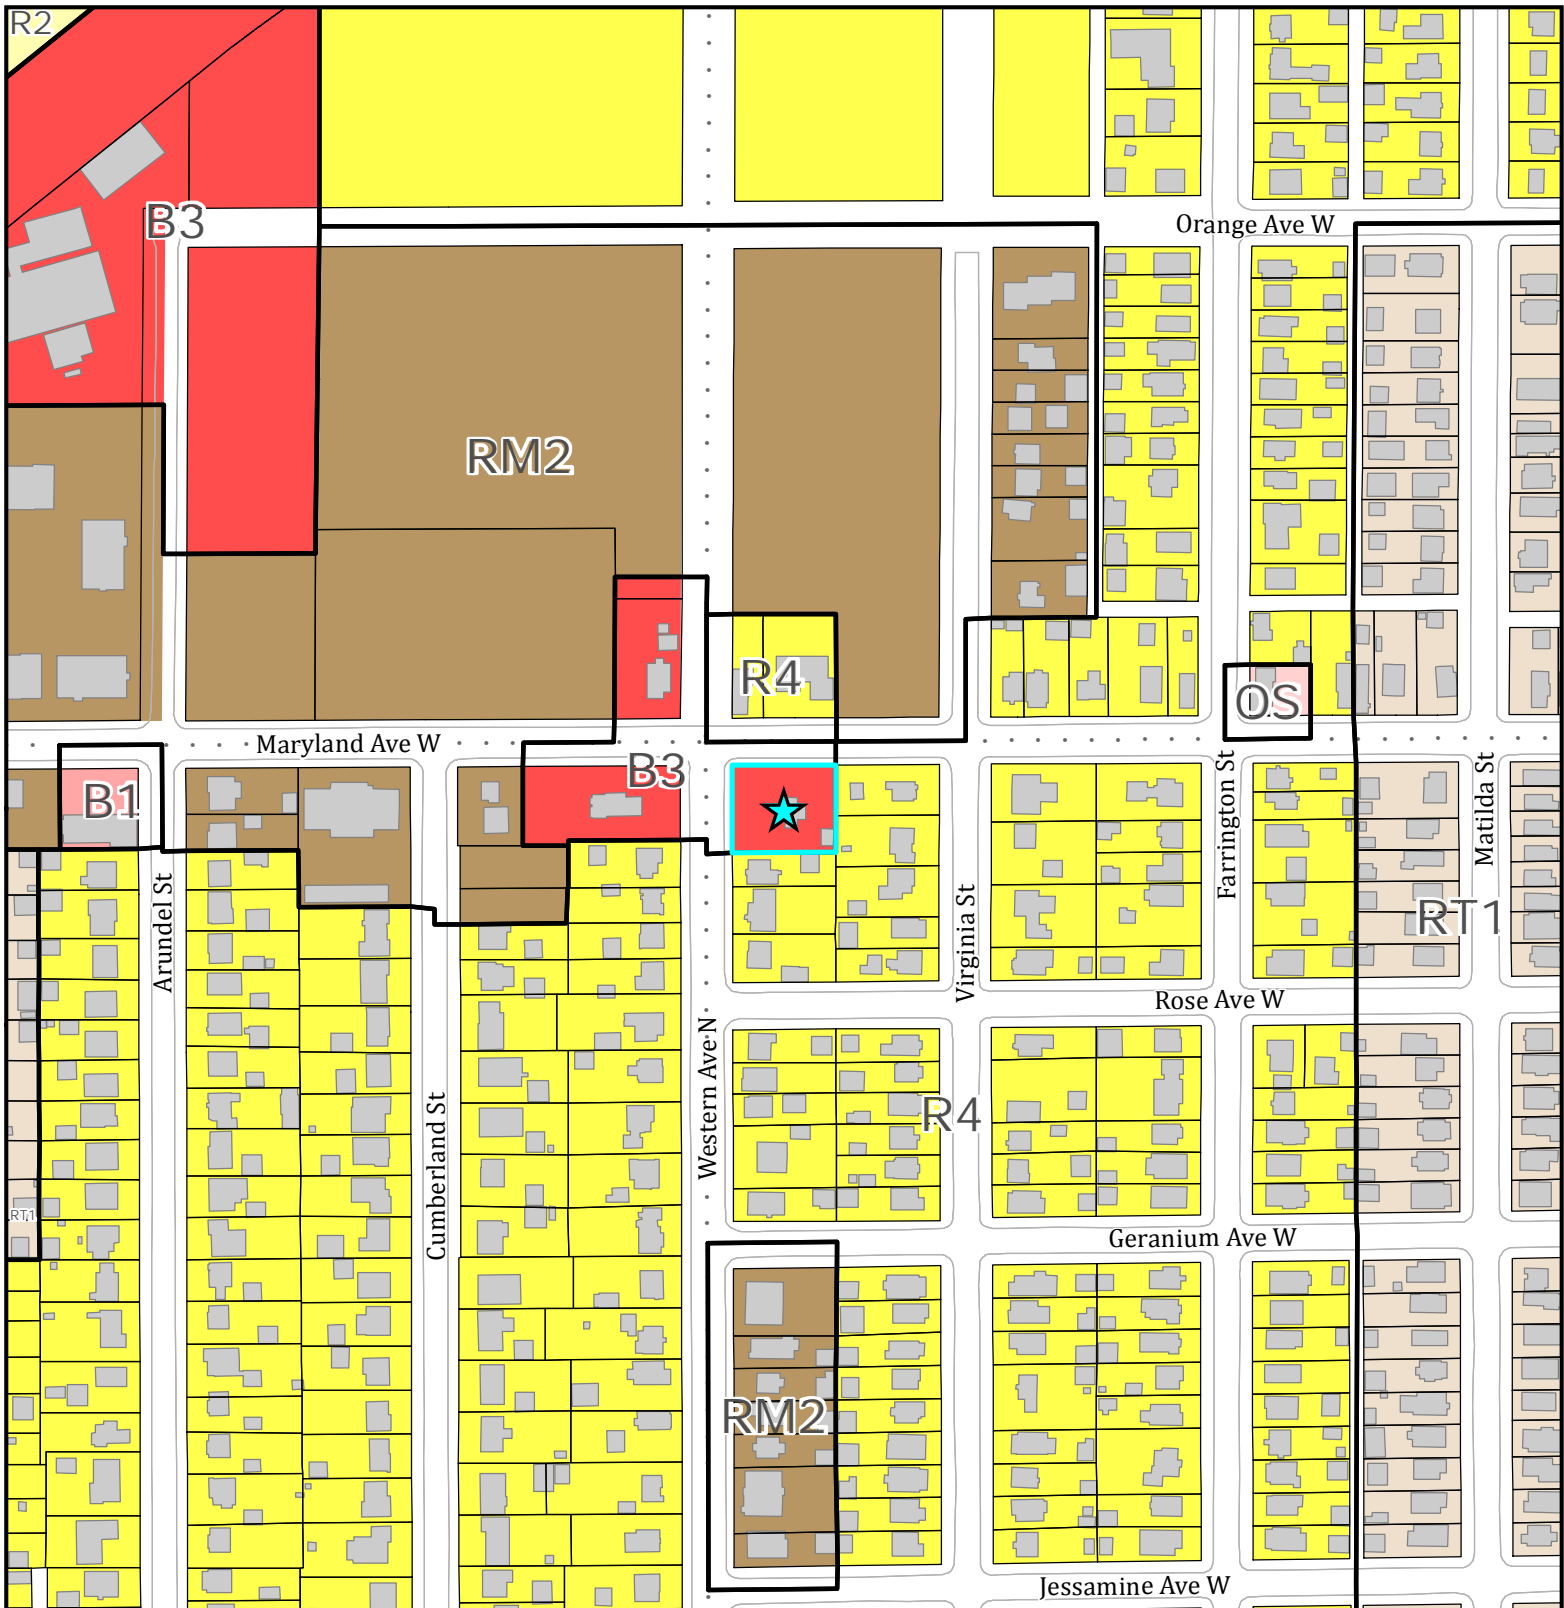 R2
B3
Orange Ave W
RM2
R4
OS
Maryland Ave W
B3
B1
Farrington St
Matilda St
Arundel St
RT1
Virginia St
Rose Ave W
Western Ave N
Cumberland St
R4
RT1
Geranium Ave W
RM2
Jessamine Ave W